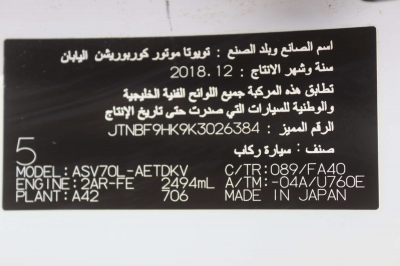 اسم الصانع وبلد الصنع : تويوتا موتور كوربوريشن اليابان
سنة وشهر الانتاج : 2018.12
تطابق هذه المركبة جميع اللوائح الفنية الخليجية
والوطنية للسيارات التي صدرت حتى تاريخ الإنتاج
الرقم المميز : JTNBF9HK9K3026384
صنف : سيارة ركاب
5
MODEL: ASV70L-AETDKV C/TR: 089/FA40
ENGINE: 2AR-FE 2494mL A/TM: -04A/U760E
PLANT: A42 706 MADE IN JAPAN